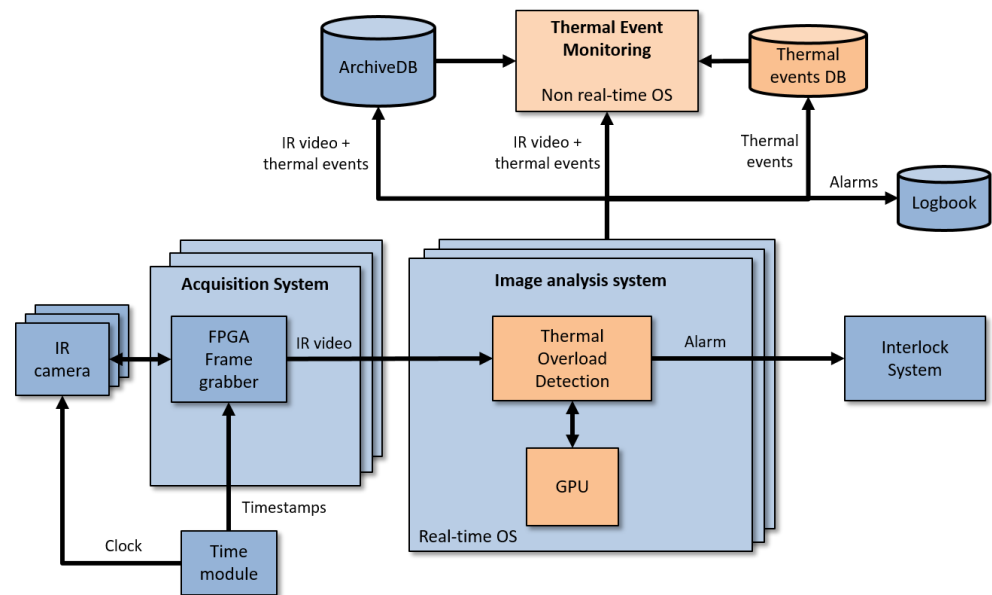 Thermal Event
Monitoring
Non real-time OS
ArchiveDB
Thermal
events DB
IR video +
thermal events
IR video +
thermal events
Thermal
events
Alarms
Logbook
Acquisition System
Image analysis system
IR
camera
FPGA
Frame
grabber
IR video
Thermal
Overload
Detection
Alarm
Interlock
System
GPU
Real-time OS
Timestamps
Clock
Time
module